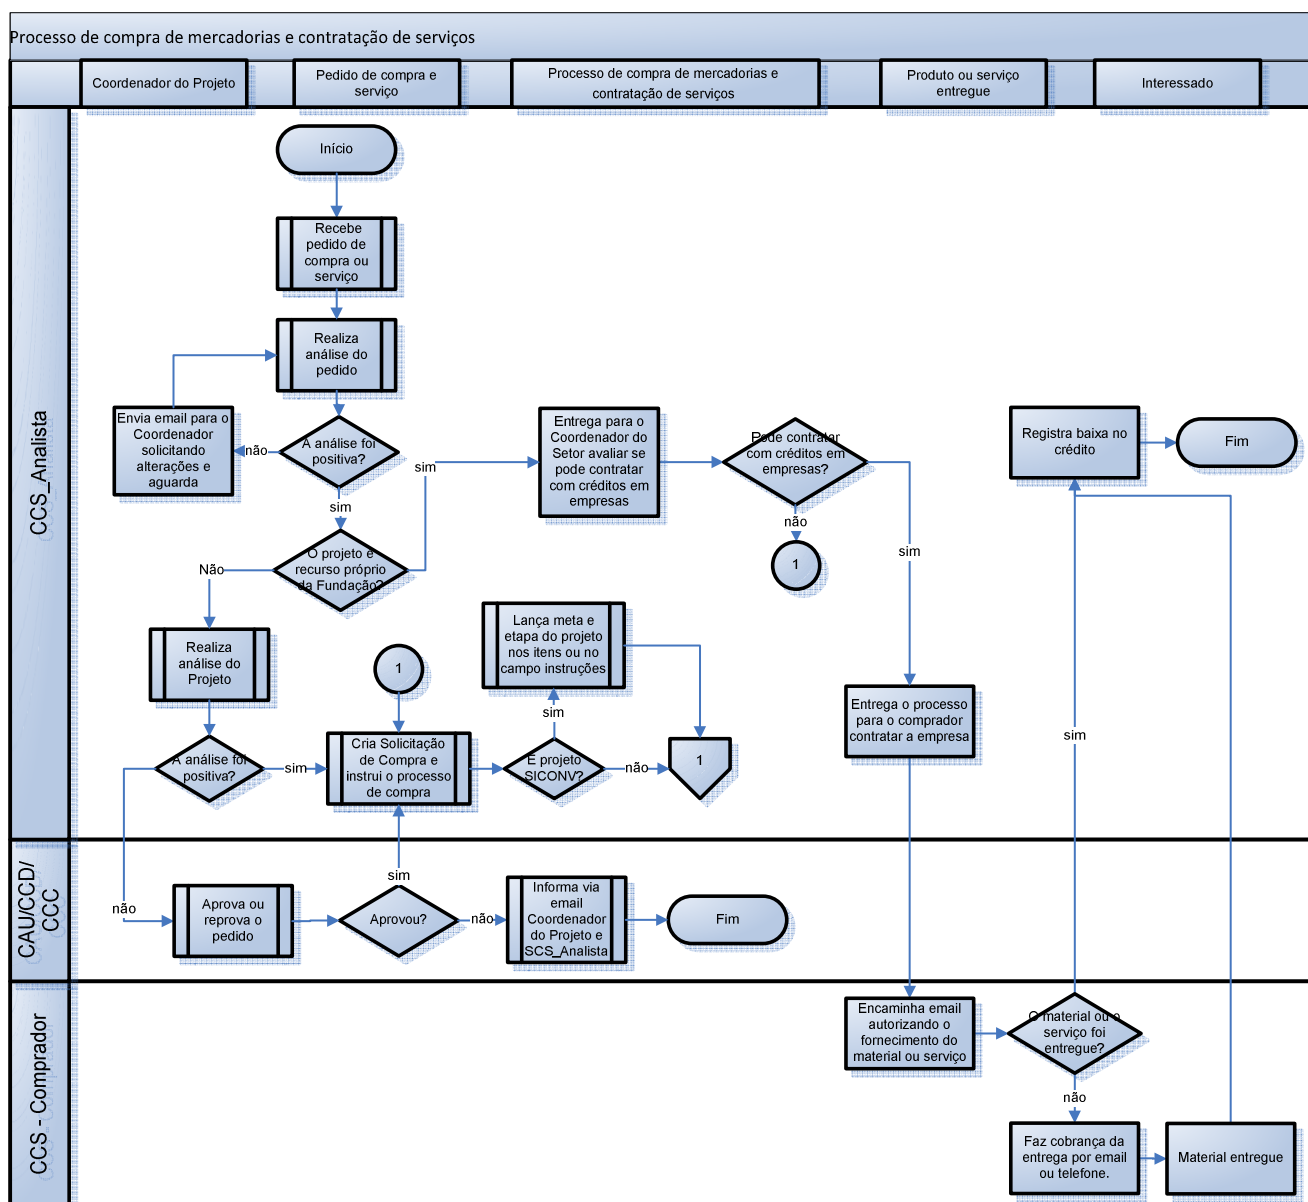 Processo de compra de mercadorias e contratação de serviços
Coordenador do Projeto
Pedido de compra e
serviço
Processo de compra de mercadorias e
contratação de serviços
Produto ou serviço
entregue
Interessado
CCS_Analista
Início
Recebe
pedido de
compra ou
serviço
Realiza
análise do
pedido
Envia email para o
Coordenador
solicitando
alterações e
aguarda
não
A análise foi
positiva?
sim
sim
Entrega para o
Coordenador do
Setor avaliar se
pode contratar
com créditos em
empresas
Pode contratar
com créditos em
empresas?
não
1
sim
Registra baixa no
crédito
Fim
Não
O projeto é
recurso próprio
da Fundação?
Realiza
análise do
Projeto
1
Lança meta e
etapa do projeto
nos itens ou no
campo instruções
sim
A análise foi
positiva?
sim
Cria Solicitação
de Compra e
instrui o processo
de compra
É projeto
SICONV?
não
1
Entrega o processo
para o comprador
contratar a empresa
sim
CAU/CCD/
CCC
não
Aprova ou
reprova o
pedido
sim
Aprovou?
não
Informa via
email
Coordenador
do Projeto e
SCS_Analista
Fim
CCS - Comprador
Encaminha email
autorizando o
fornecimento do
material ou serviço
O material ou o
serviço foi
entregue?
não
Faz cobrança da
entrega por email
ou telefone.
Material entregue